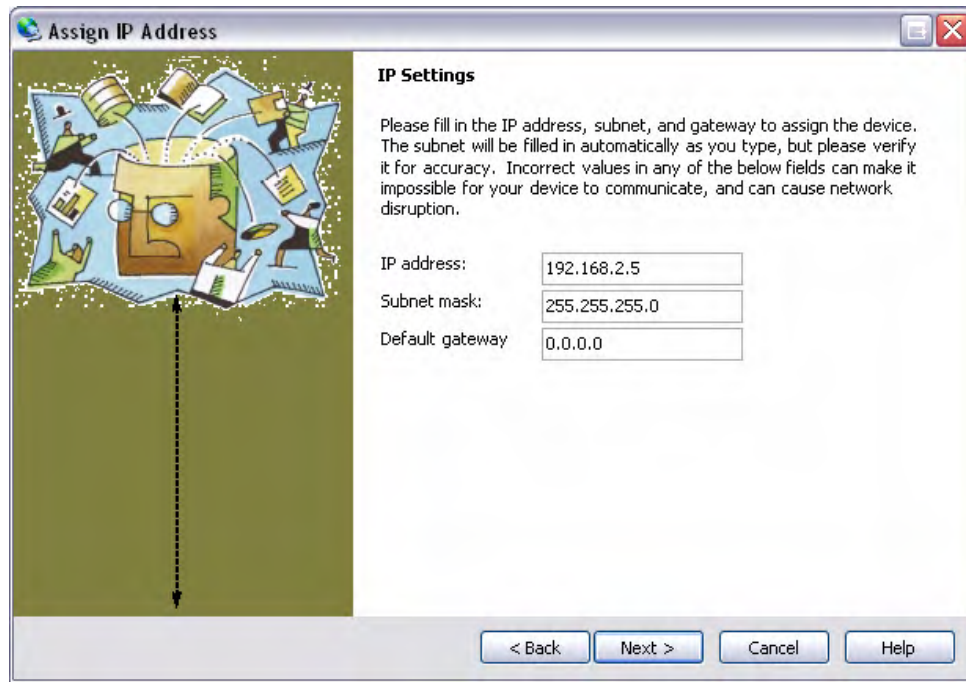 Assign IP Address
IP Settings
Please fill in the IP address, subnet, and gateway to assign the device.
The subnet will be filled in automatically as you type, but please verify
it for accuracy.  Incorrect values in any of the below fields can make it
impossible for your device to communicate, and can cause network
disruption.
IP address: 192.168.2.5
Subnet mask: 255.255.255.0
Default gateway 0.0.0.0
< Back Next > Cancel Help